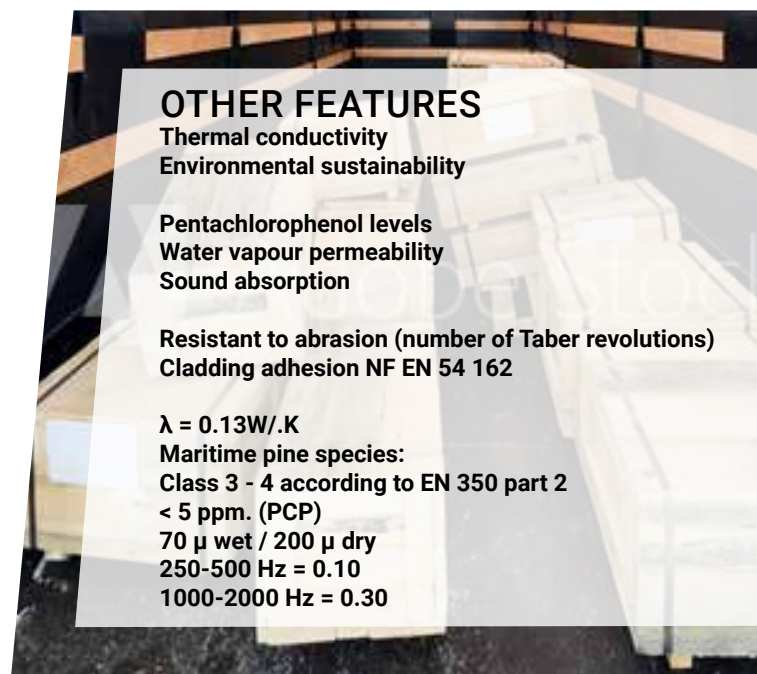 OTHER FEATURES
Thermal conductivity
Environmental sustainability
Pentachlorophenol levels
Water vapour permeability
Sound absorption
Resistant to abrasion (number of Taber revolutions)
Cladding adhesion NF EN 54 162
λ = 0.13W/.K
Maritime pine species:
Class 3 - 4 according to EN 350 part 2
< 5 ppm. (PCP)
70 µ wet / 200 µ dry
250-500 Hz = 0.10
1000-2000 Hz = 0.30
Adobe Stock